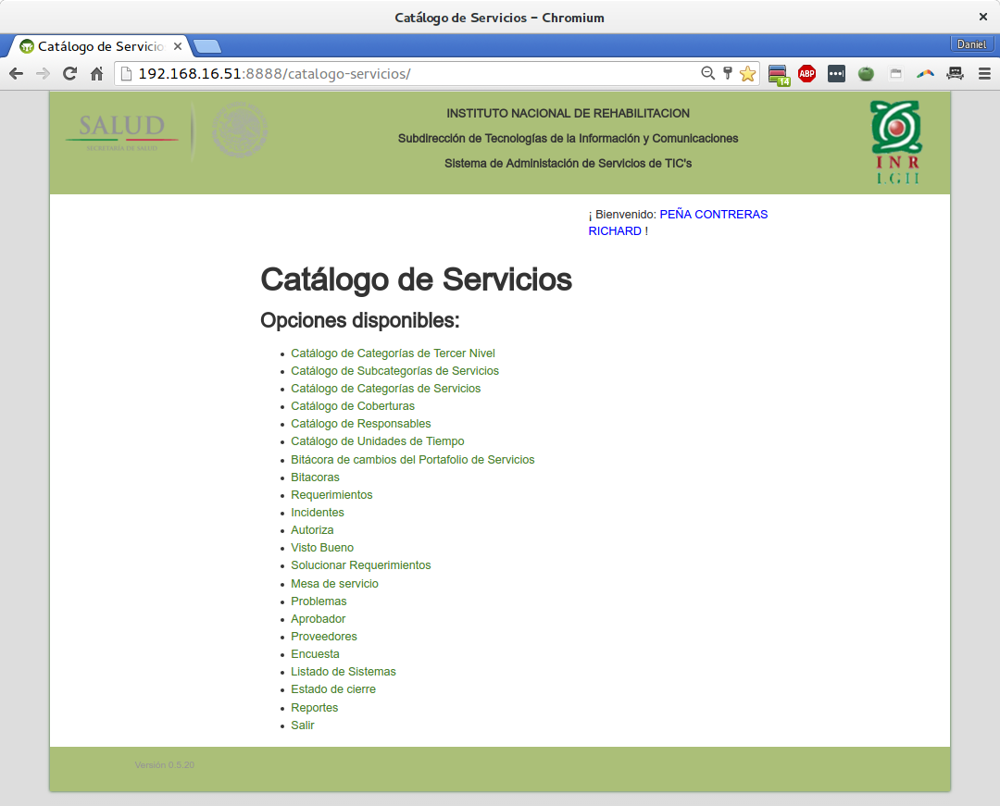 Catálogo de Servicios – Chromium
Catálogo de Servicio
Daniel
192.168.16.51:8888/catalogo-servicios/
14
ABP
SALUD
SECRETARÍA DE SALUD
INSTITUTO NACIONAL DE REHABILITACION
Subdirección de Tecnologías de la Información y Comunicaciones
Sistema de Administación de Servicios de TIC's
INR
LGII
¡ Bienvenido: PEÑA CONTRERAS
RICHARD !
Catálogo de Servicios
Opciones disponibles:
Catálogo de Categorías de Tercer Nivel
Catálogo de Subcategorías de Servicios
Catálogo de Categorías de Servicios
Catálogo de Coberturas
Catálogo de Responsables
Catálogo de Unidades de Tiempo
Bitácora de cambios del Portafolio de Servicios
Bitacoras
Requerimientos
Incidentes
Autoriza
Visto Bueno
Solucionar Requerimientos
Mesa de servicio
Problemas
Aprobador
Proveedores
Encuesta
Listado de Sistemas
Estado de cierre
Reportes
Salir
Versión 0.5.20